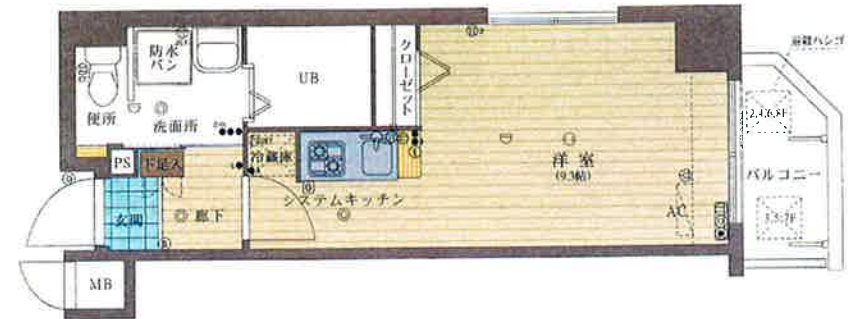 防水
パン
便所
洗面所
UB
クローゼット
避難ハシゴ
2,4,6,8F
PS
下足入
冷蔵庫
洋室
(9.3帖)
バルコニー
システムキッチン
玄関
廊下
AC
3,5,7F
MB